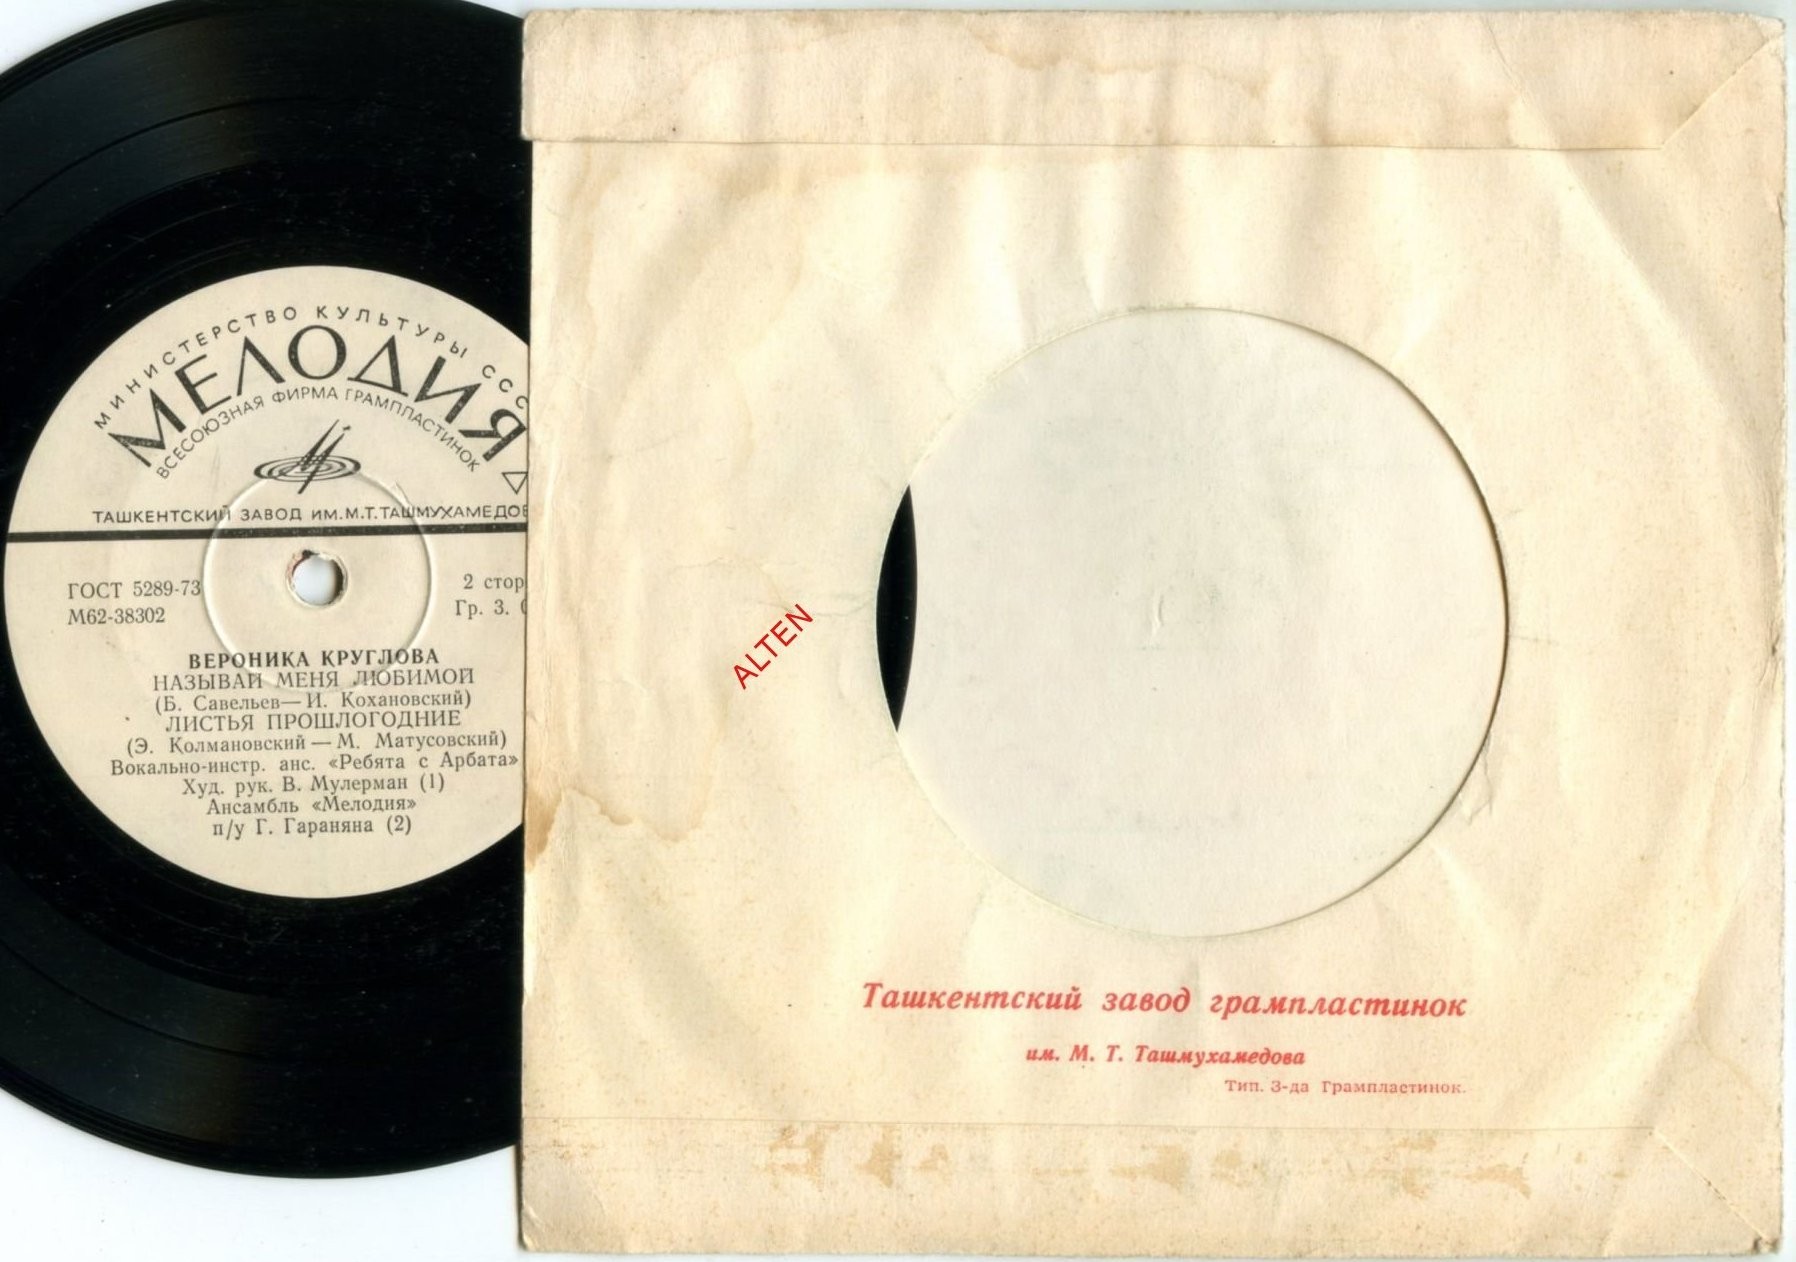 МИНИСТЕРСТВО КУЛЬТУРЫ СССР
МЕЛОДИЯ
ВСЕСОЮЗНАЯ ФИРМА ГРАМПЛАСТИНОК
ТАШКЕНТСКИЙ ЗАВОД ИМ. М.Т. ТАШМУХАМЕДОВ
ГОСТ 5289-73
М62-38302
2 стор
Гр. 3.
ВЕРОНИКА КРУГЛОВА
НАЗЫВАЙ МЕНЯ ЛЮБИМОЙ
(Б. Савельев — И. Кохановский)
ЛИСТЬЯ ПРОШЛОГОДНИЕ
(Э. Колмановский — М. Матусовский)
Вокально-инстр. анс. «Ребята с Арбата»
Худ. рук. В. Мулерман (1)
Ансамбль «Мелодия»
п/у Г. Гараняна (2)
ALTEN
Ташкентский завод грампластинок
им. М. Т. Ташмухамедова
Тип. З-да Грампластинок.